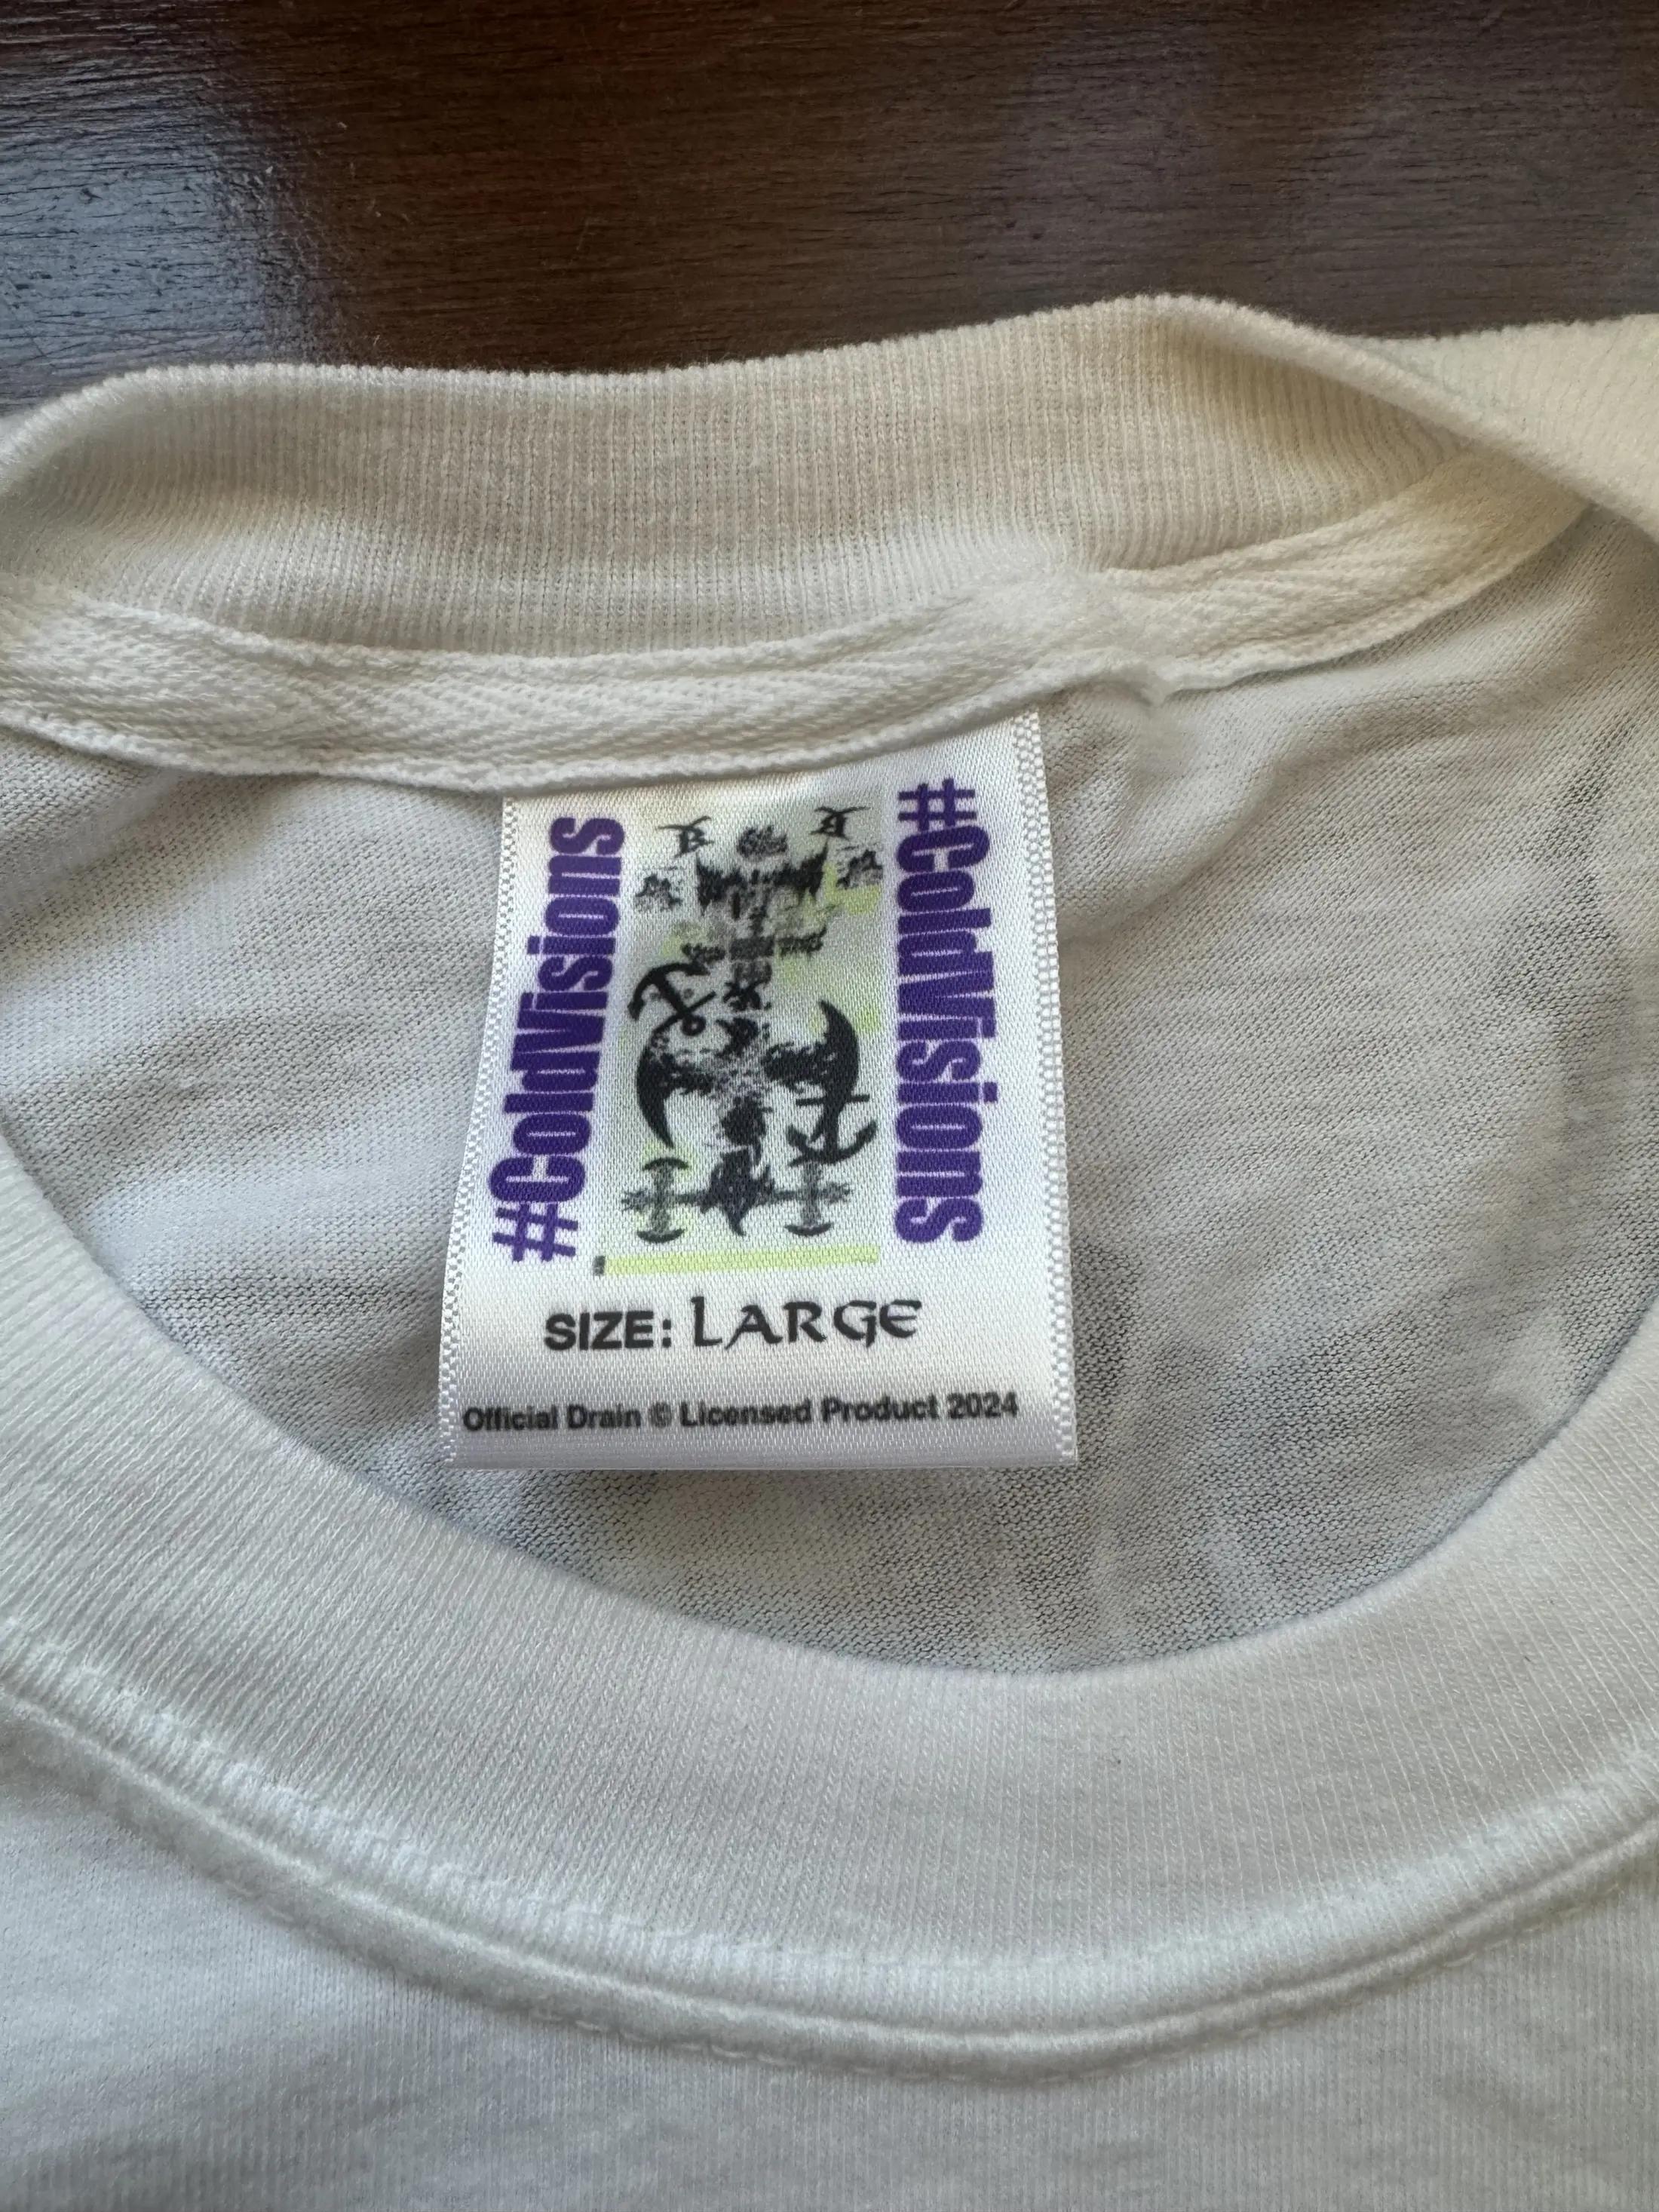 #ColdVisions
#ColdVisions
SIZE: LARGE
Official Drain © Licensed Product 2024